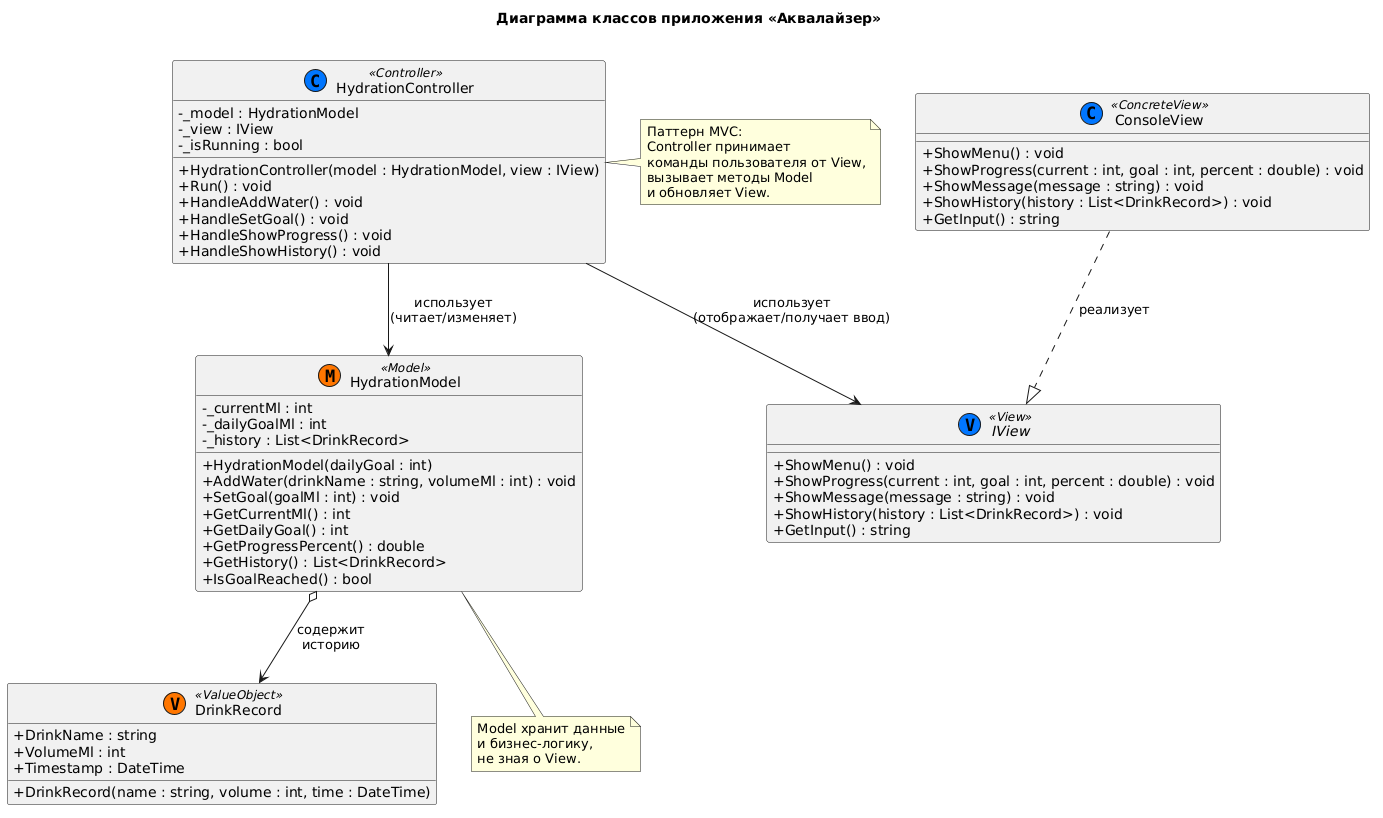 Диаграмма классов приложения «Аквалайзер»
C
«Controller»
HydrationController
-_model : HydrationModel
-_view : IView
-_isRunning : bool
+HydrationController(model : HydrationModel, view : IView)
+Run() : void
+HandleAddWater() : void
+HandleSetGoal() : void
+HandleShowProgress() : void
+HandleShowHistory() : void
Паттерн MVC:
Controller принимает
команды пользователя от View,
вызывает методы Model
и обновляет View.
C
«ConcreteView»
ConsoleView
+ShowMenu() : void
+ShowProgress(current : int, goal : int, percent : double) : void
+ShowMessage(message : string) : void
+ShowHistory(history : List<DrinkRecord>) : void
+GetInput() : string
использует
(читает/изменяет)
использует
(отображает/получает ввод)
реализует
M
«Model»
HydrationModel
-_currentMl : int
-_dailyGoalMl : int
-_history : List<DrinkRecord>
+HydrationModel(dailyGoal : int)
+AddWater(drinkName : string, volumeMl : int) : void
+SetGoal(goalMl : int) : void
+GetCurrentMl() : int
+GetDailyGoal() : int
+GetProgressPercent() : double
+GetHistory() : List<DrinkRecord>
+IsGoalReached() : bool
V
«View»
IView
+ShowMenu() : void
+ShowProgress(current : int, goal : int, percent : double) : void
+ShowMessage(message : string) : void
+ShowHistory(history : List<DrinkRecord>) : void
+GetInput() : string
содержит
историю
V
«ValueObject»
DrinkRecord
+DrinkName : string
+VolumeMl : int
+Timestamp : DateTime
+DrinkRecord(name : string, volume : int, time : DateTime)
Model хранит данные
и бизнес-логику,
не зная о View.